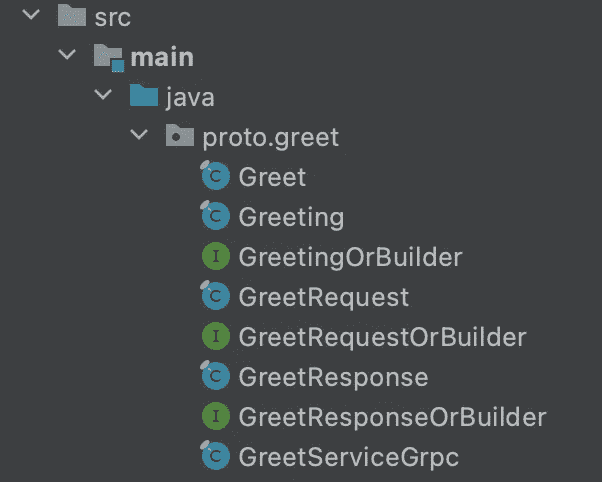 src
main
java
proto.greet
C Greet
C Greeting
I GreetingOrBuilder
C GreetRequest
I GreetRequestOrBuilder
C GreetResponse
I GreetResponseOrBuilder
C GreetServiceGrpc